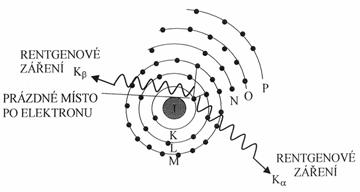 RENTGENOVÉ
ZÁŘENÍ Kβ
PRÁZDNÉ MÍSTO
PO ELEKTRONU
N O P
K
L
M
RENTGENOVÉ
ZÁŘENÍ
Kα